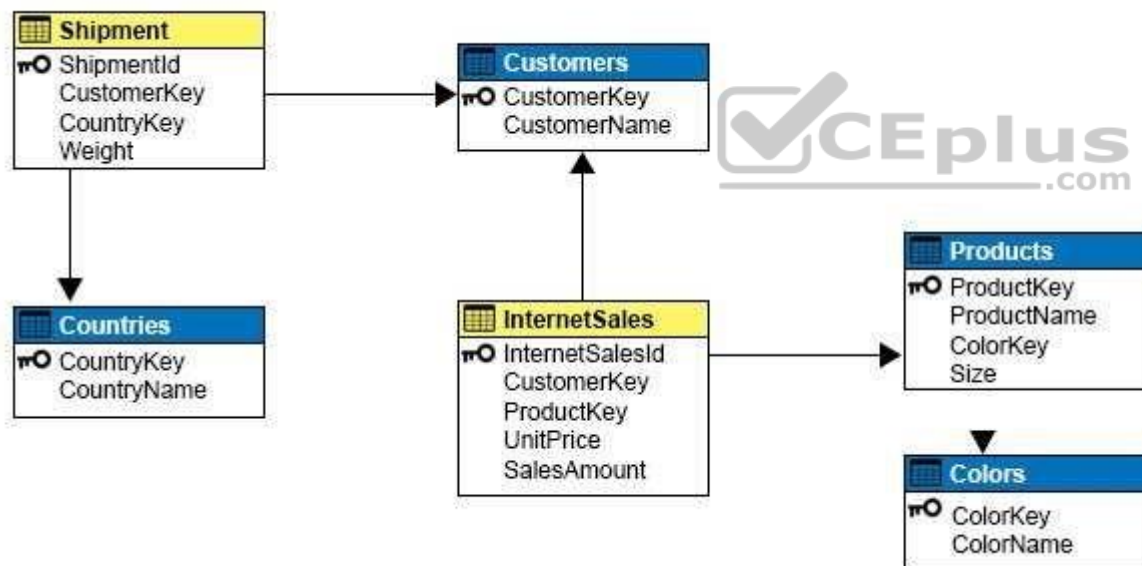 Shipment
ShipmentId
CustomerKey
CountryKey
Weight
Customers
CustomerKey
CustomerName
CEplus
.com
Countries
CountryKey
CountryName
InternetSales
InternetSalesId
CustomerKey
ProductKey
UnitPrice
SalesAmount
Products
ProductKey
ProductName
ColorKey
Size
Colors
ColorKey
ColorName